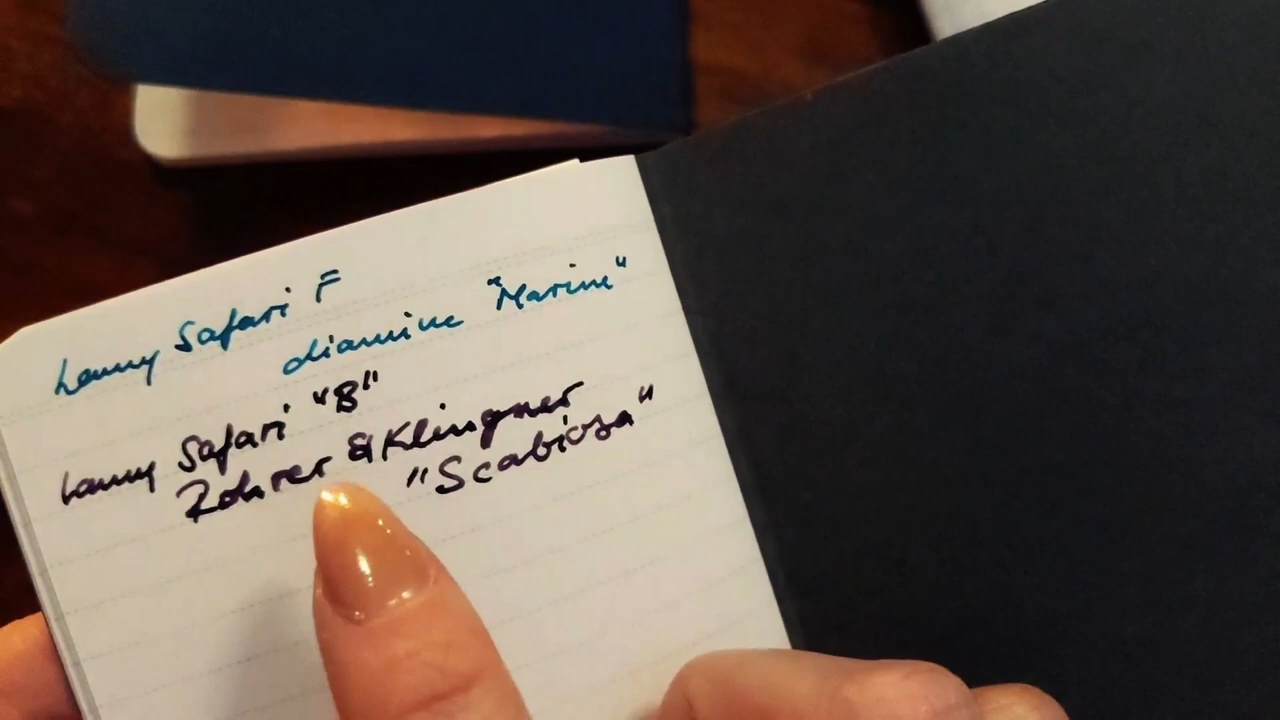 Lamy Safari F
diamine "Marine"
Lamy Safari "B"
Rohrer & Klingner
"Scabiosa"